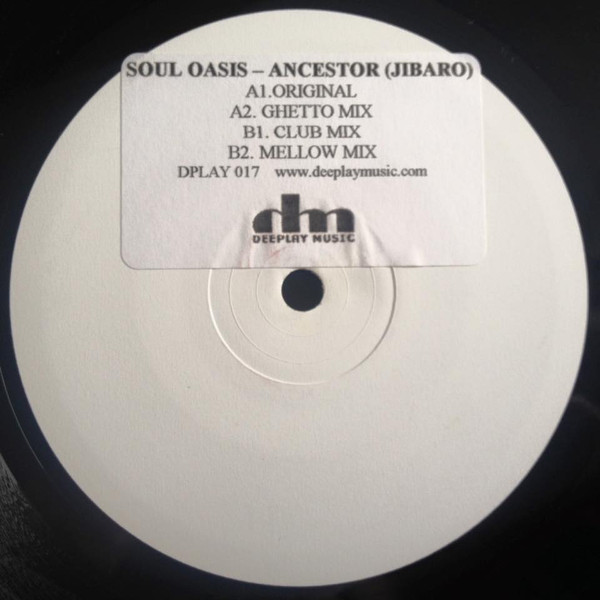 SOUL OASIS – ANCESTOR (JIBARO)
A1.ORIGINAL
A2. GHETTO MIX
B1. CLUB MIX
B2. MELLOW MIX
DPLAY 017 www.deeplaymusic.com
dm
DEEPLAY MUSIC